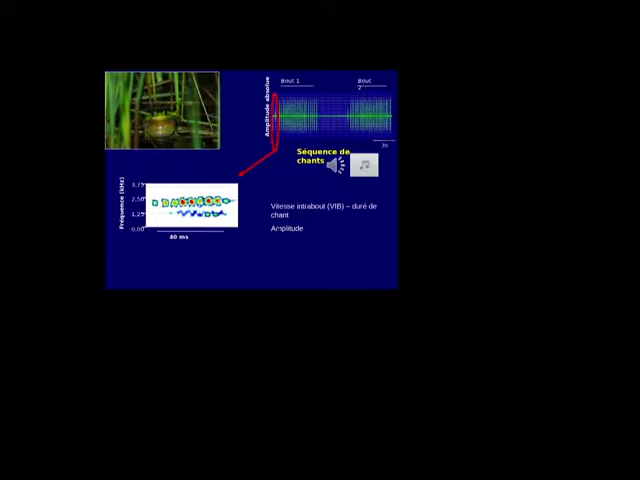 Bout 1
Bout
2
Amplitude absolue
3s
Séquence de
chants
Fréquence (kHz)
3,75
2,50
1,25
0,00
40 ms
Vitesse intrabout (VIB) – duré de
chant
Amplitude